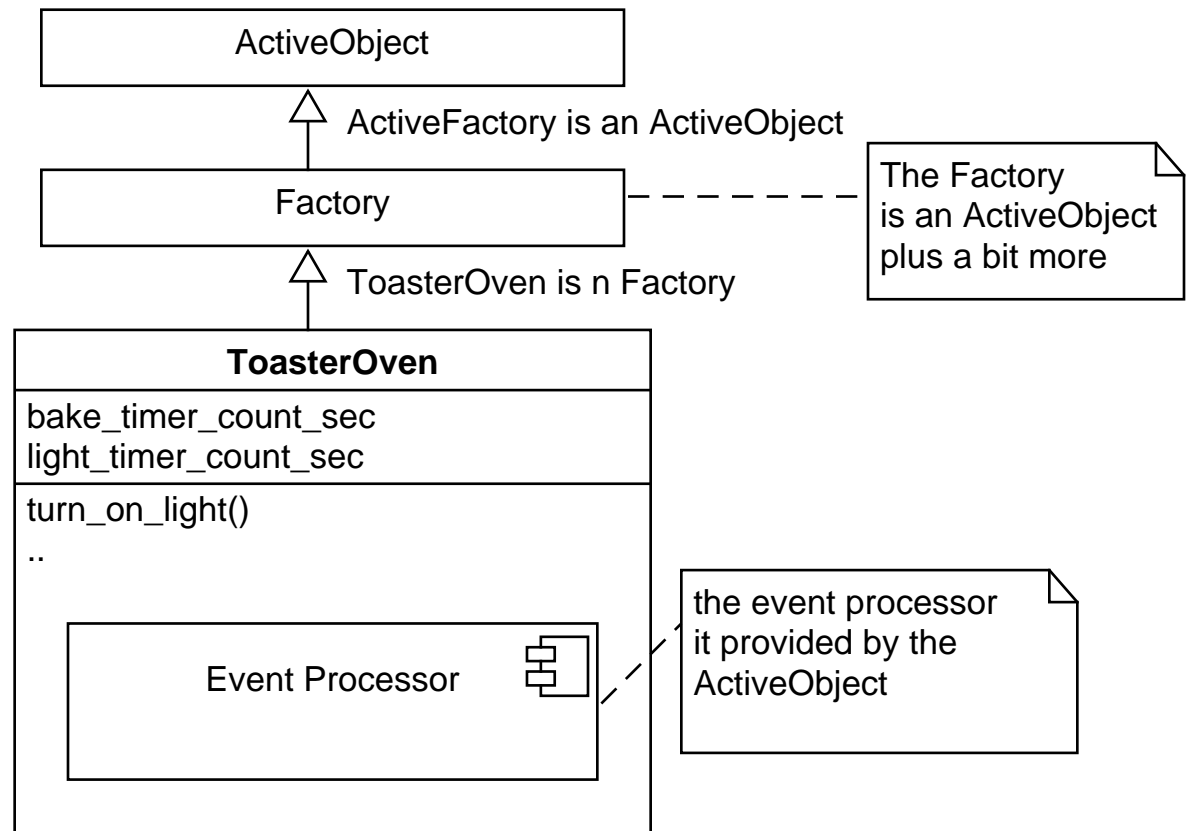 ActiveObject
ActiveFactory is an ActiveObject
Factory
The Factory
is an ActiveObject
plus a bit more
ToasterOven is n Factory
ToasterOven
bake_timer_count_sec
light_timer_count_sec
turn_on_light()
..
Event Processor
the event processor
it provided by the
ActiveObject